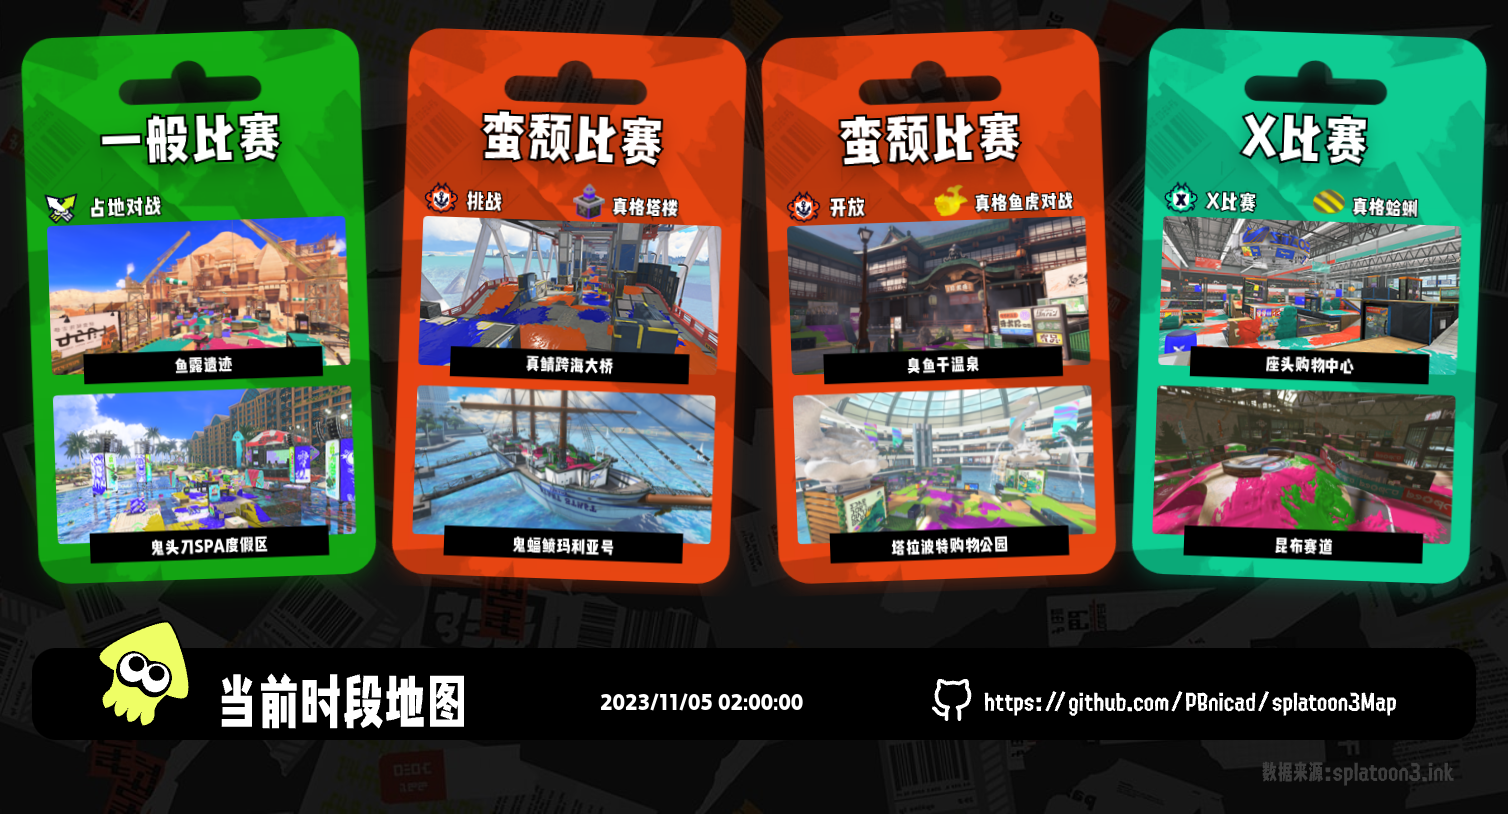 一般比赛
占地对战
鱼露遗迹
鬼头刀SPA度假区
蛮颓比赛
挑战
真格塔楼
真鲭跨海大桥
鬼蝠鲼玛利亚号
蛮颓比赛
开放
真格鱼虎对战
臭鱼干温泉
塔拉波特购物公园
X比赛
X比赛
真格蛤蜊
座头购物中心
昆布赛道
当前时段地图
2023/11/05 02:00:00
https://github.com/PBnicad/splatoon3Map
数据来源:splatoon3.ink